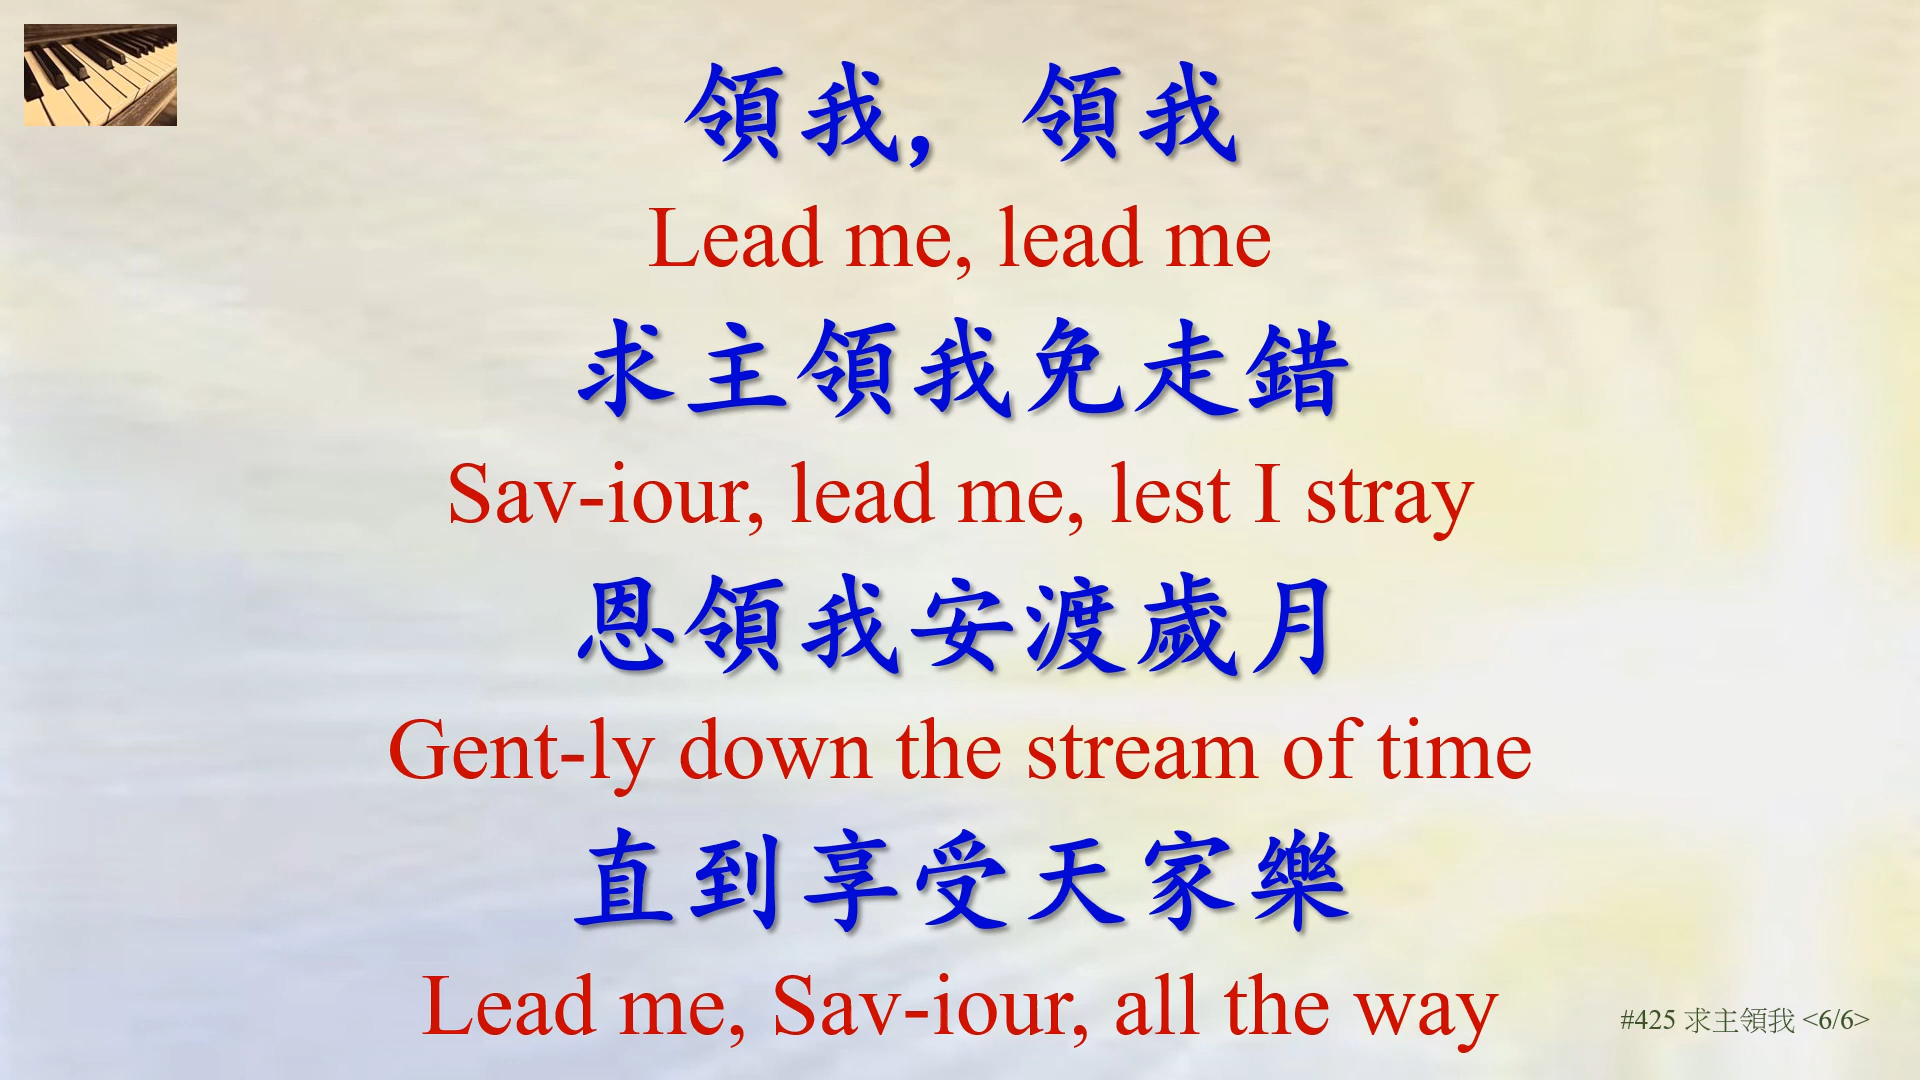 領我, 領我
Lead me, lead me
求主領我免走錯
Sav-iour, lead me, lest I stray
恩領我安渡歲月
Gent-ly down the stream of time
直到享受天家樂
Lead me, Sav-iour, all the way
#425 求主領我 <6/6>